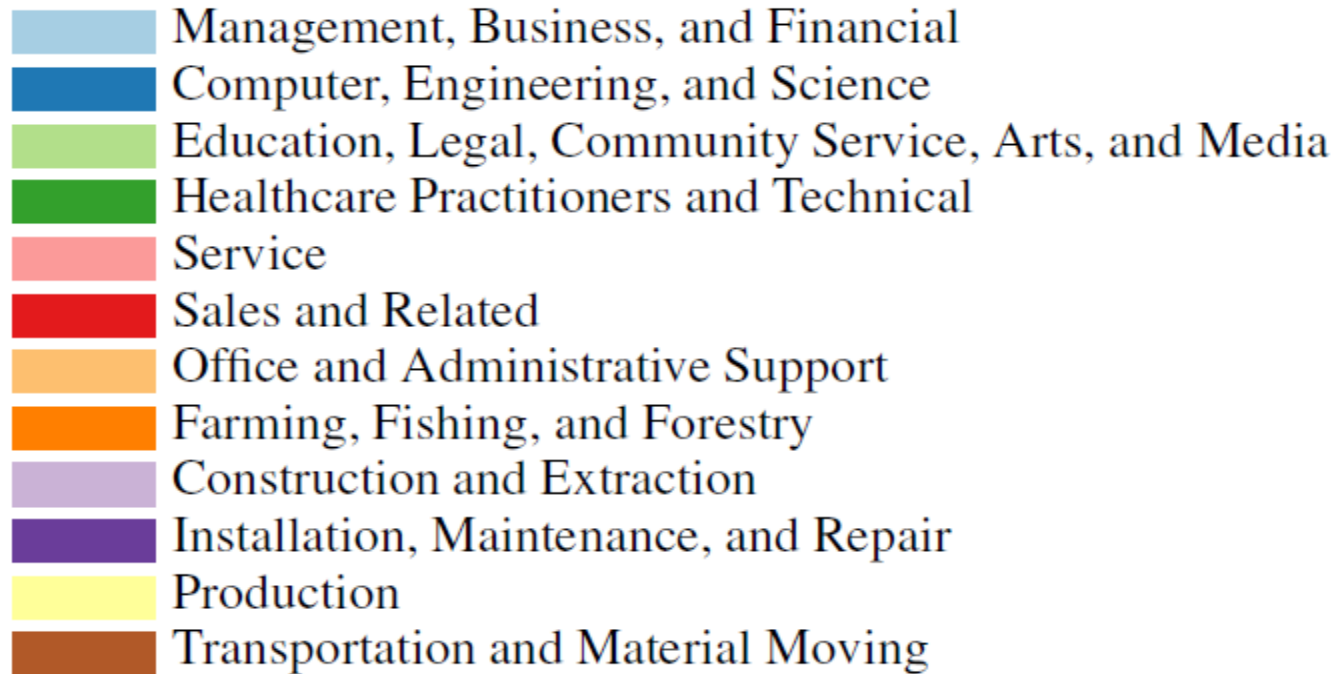 Management, Business, and Financial
Computer, Engineering, and Science
Education, Legal, Community Service, Arts, and Media
Healthcare Practitioners and Technical
Service
Sales and Related
Office and Administrative Support
Farming, Fishing, and Forestry
Construction and Extraction
Installation, Maintenance, and Repair
Production
Transportation and Material Moving